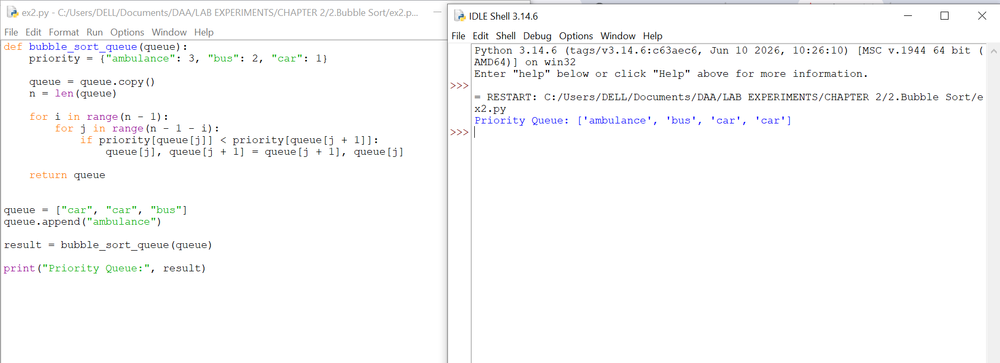 ex2.py - C:/Users/DELL/Documents/DAA/LAB EXPERIMENTS/CHAPTER 2/2.Bubble Sort/ex2.p...
File Edit Format Run Options Window Help
def bubble_sort_queue(queue):
    priority = {"ambulance": 3, "bus": 2, "car": 1}

    queue = queue.copy()
    n = len(queue)

    for i in range(n - 1):
        for j in range(n - 1 - i):
            if priority[queue[j]] < priority[queue[j + 1]]:
                queue[j], queue[j + 1] = queue[j + 1], queue[j]

    return queue


queue = ["car", "car", "bus"]
queue.append("ambulance")

result = bubble_sort_queue(queue)

print("Priority Queue:", result)
IDLE Shell 3.14.6
File Edit Shell Debug Options Window Help
Python 3.14.6 (tags/v3.14.6:c63aec6, Jun 10 2026, 10:26:10) [MSC v.1944 64 bit (
AMD64)] on win32
Enter "help" below or click "Help" above for more information.
>>>
= RESTART: C:/Users/DELL/Documents/DAA/LAB EXPERIMENTS/CHAPTER 2/2.Bubble Sort/e
x2.py
Priority Queue: ['ambulance', 'bus', 'car', 'car']
>>>